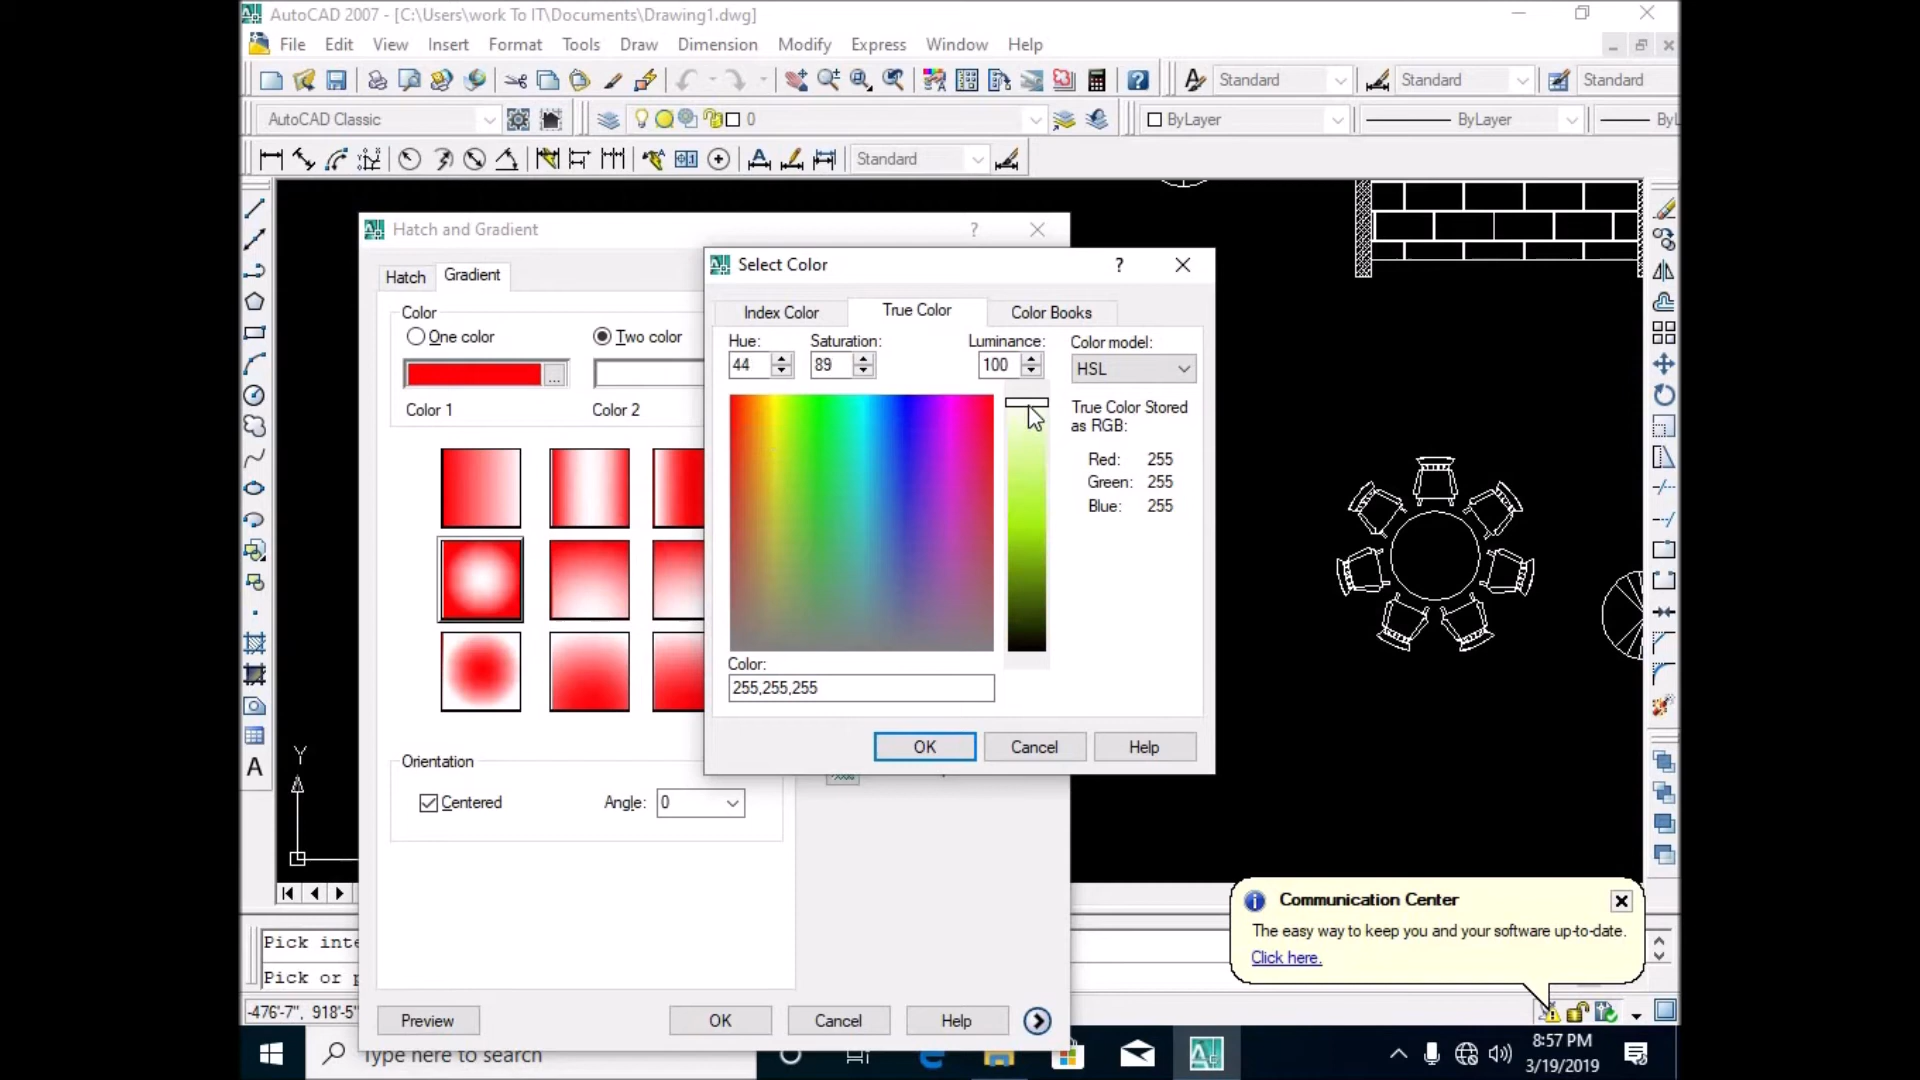 AutoCAD 2007 - [C:\Users\work To IT\Documents\Drawing1.dwg]
File Edit View Insert Format Tools Draw Dimension Modify Express Window Help
Standard Standard Standard
AutoCAD Classic 0 ByLayer ByLayer
Standard
Hatch and Gradient ?
Select Color ?
Hatch Gradient
Index Color True Color Color Books
Color
One color Two color
Color 1 Color 2
Hue: Saturation: Luminance: Color model:
44 89 100 HSL
True Color Stored
as RGB:
Red: 255
Green: 255
Blue: 255
Color:
255,255,255
OK Cancel Help
Orientation
Centered Angle: 0
Y
Communication Center
The easy way to keep you and your software up-to-date.
Click here.
Pick inte
Pick or
-476'-7", 918'-5"
Preview OK Cancel Help
Type here to search
8:57 PM
3/19/2019
A